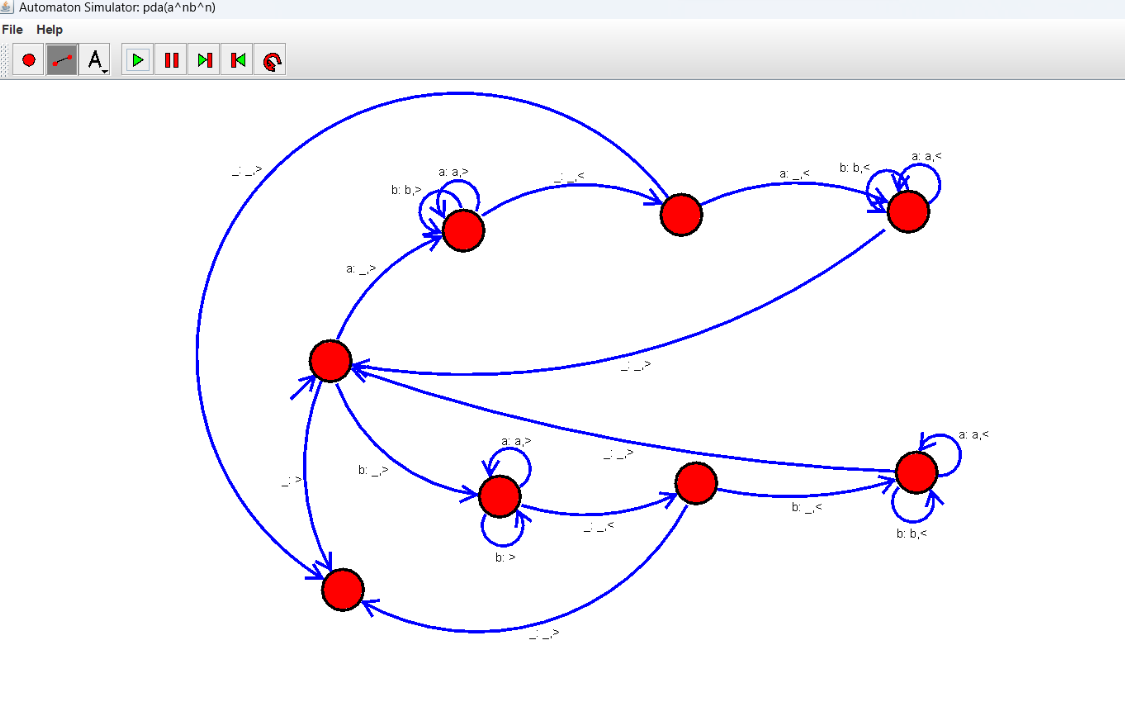 Automaton Simulator: pda(a^nb^n)
File Help
A
_: _,>
a: a,>
b: b,>
_: _,<
a: _,<
b: b,<
a: a,<
a: _,>
_: _,>
a: a,>
_: _,>
a: a,<
b: _,>
_: >
b: _,<
_: _,<
b: b,<
b: >
_: _,>